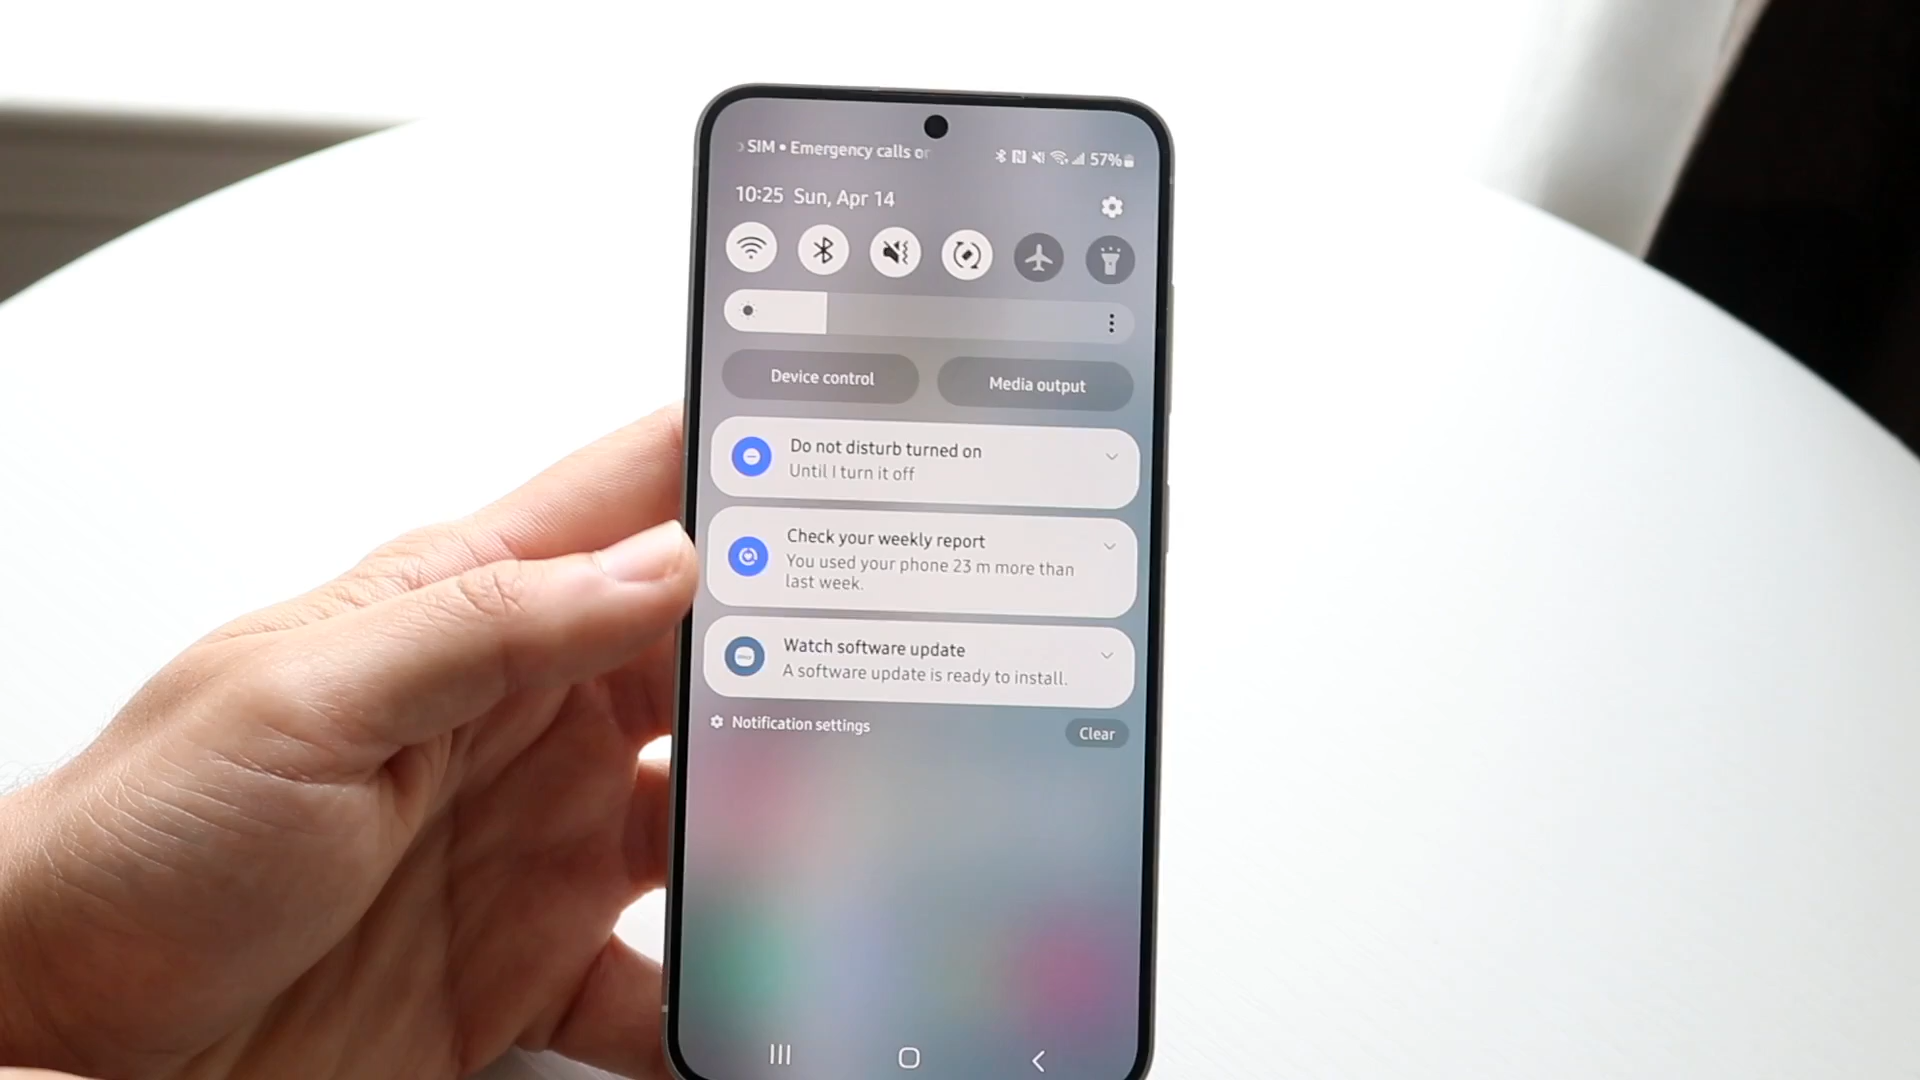 SIM • Emergency calls
57%
10:25 Sun, Apr 14
Device control
Media output
Do not disturb turned on
Until I turn it off
Check your weekly report
You used your phone 23 m more than
last week.
Watch software update
A software update is ready to install.
Notification settings
Clear